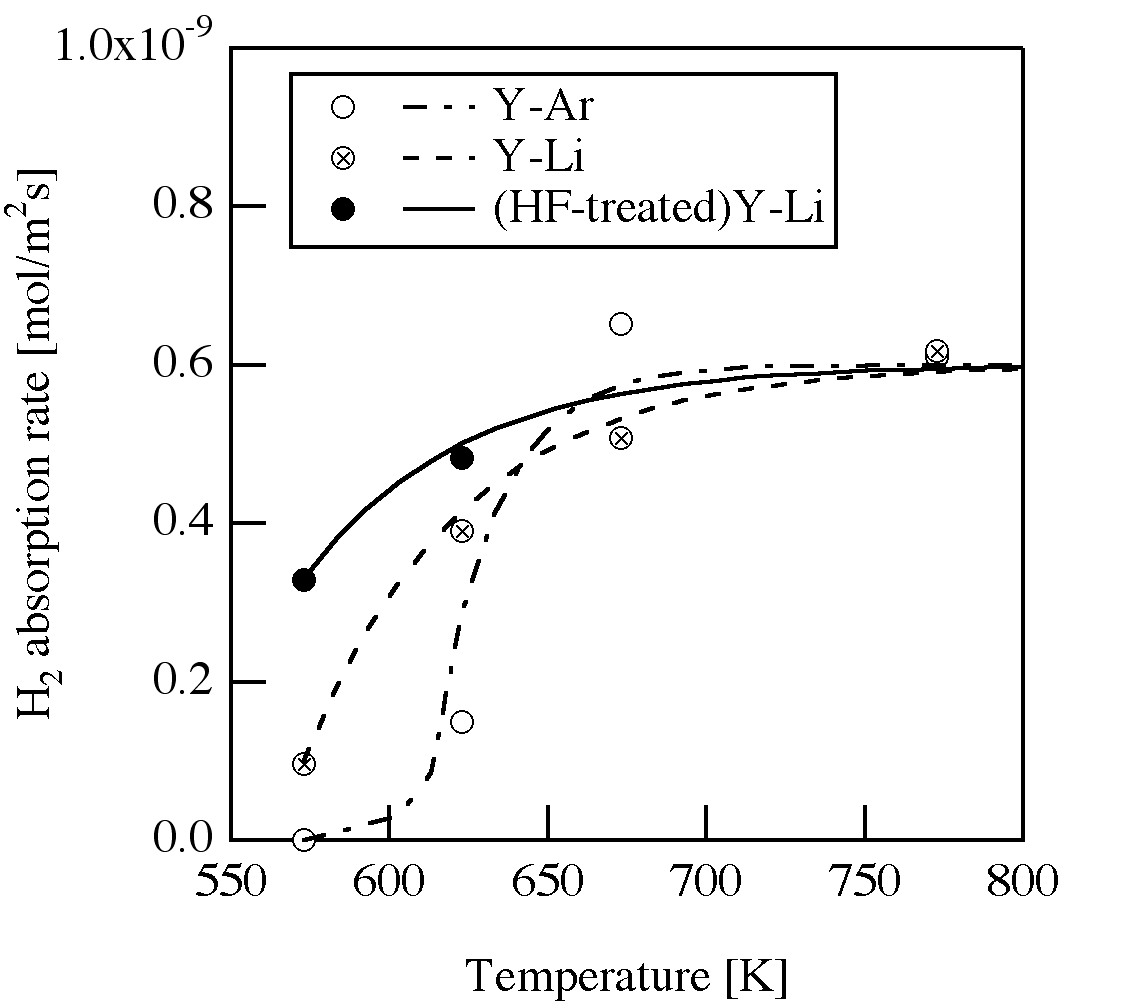 1.0x10-9
0.8
0.6
0.4
0.2
0.0
H2 absorption rate [mol/m2s]
Y-Ar
Y-Li
(HF-treated)Y-Li
550 600 650 700 750 800
Temperature [K]